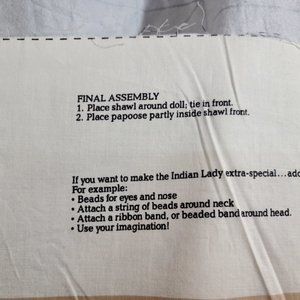 FINAL ASSEMBLY
1. Place shawl around doll; tie in front.
2. Place papoose partly inside shawl front.
If you want to make the Indian Lady extra-special...add
For example:
• Beads for eyes and nose
• Attach a string of beads around neck
• Attach a ribbon band, or beaded band around head.
• Use your imagination!